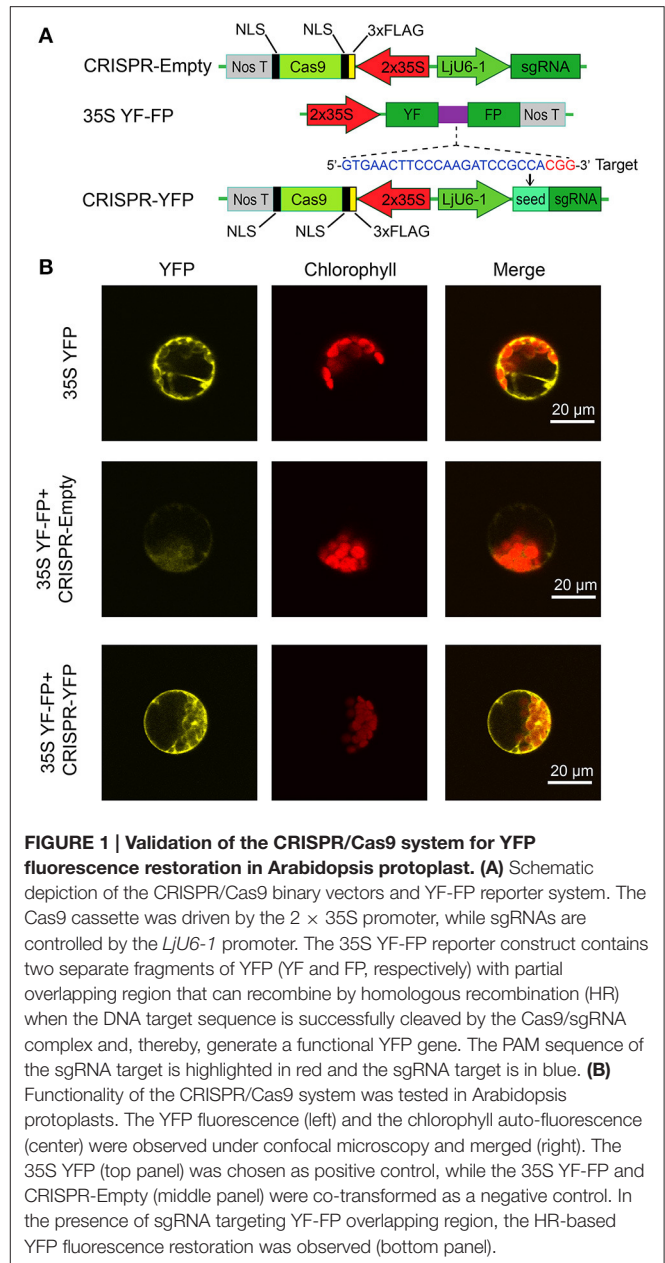 A
NLS NLS 3xFLAG
CRISPR-Empty Nos T Cas9 2x35S LjU6-1 sgRNA
35S YF-FP 2x35S YF FP Nos T
5'-GTGAACTTCCCAAGATCCGCCACGG-3' Target
CRISPR-YFP Nos T Cas9 2x35S LjU6-1 seed sgRNA
NLS NLS 3xFLAG
B
YFP Chlorophyll Merge
35S YFP
20 µm
35S YF-FP+
CRISPR-Empty
20 µm
35S YF-FP+
CRISPR-YFP
20 µm
FIGURE 1 | Validation of the CRISPR/Cas9 system for YFP
fluorescence restoration in Arabidopsis protoplast. (A) Schematic
depiction of the CRISPR/Cas9 binary vectors and YF-FP reporter system. The
Cas9 cassette was driven by the 2 × 35S promoter, while sgRNAs are
controlled by the LjU6-1 promoter. The 35S YF-FP reporter construct contains
two separate fragments of YFP (YF and FP, respectively) with partial
overlapping region that can recombine by homologous recombination (HR)
when the DNA target sequence is successfully cleaved by the Cas9/sgRNA
complex and, thereby, generate a functional YFP gene. The PAM sequence of
the sgRNA target is highlighted in red and the sgRNA target is in blue. (B)
Functionality of the CRISPR/Cas9 system was tested in Arabidopsis
protoplasts. The YFP fluorescence (left) and the chlorophyll auto-fluorescence
(center) were observed under confocal microscopy and merged (right). The
35S YFP (top panel) was chosen as positive control, while the 35S YF-FP and
CRISPR-Empty (middle panel) were co-transformed as a negative control. In
the presence of sgRNA targeting YF-FP overlapping region, the HR-based
YFP fluorescence restoration was observed (bottom panel).